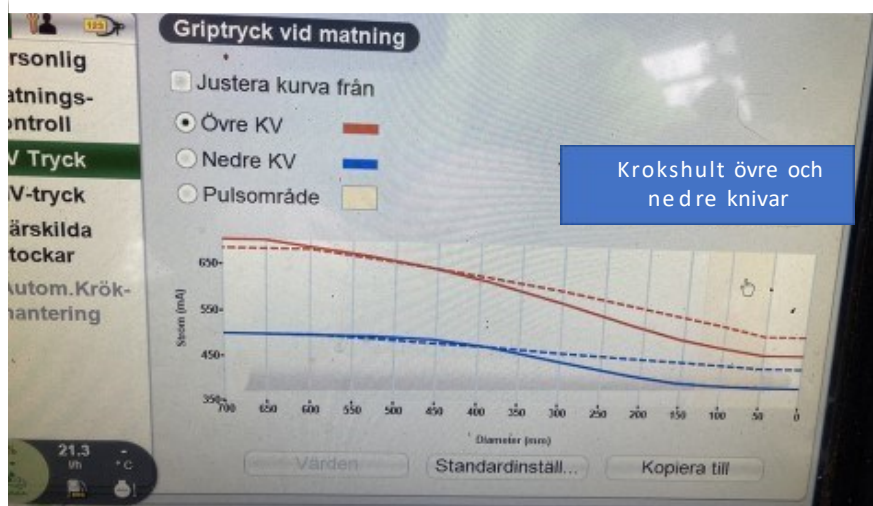 Griptryck vid matning
rsonlig
atnings-
ontroll
V Tryck
V-tryck
ärskilda
tockar
Autom.Krök-
hantering
Justera kurva från
Övre KV
Nedre KV
Pulsområde
Krokshult övre och
nedre knivar
Ström (mA)
650-
550-
450-
350-
700 650 600 550 500 450 400 350 300 250 200 150 100 50 0
Diameter (mm)
21.3 -
l/h °C
Värden
Standardinställ...
Kopiera till